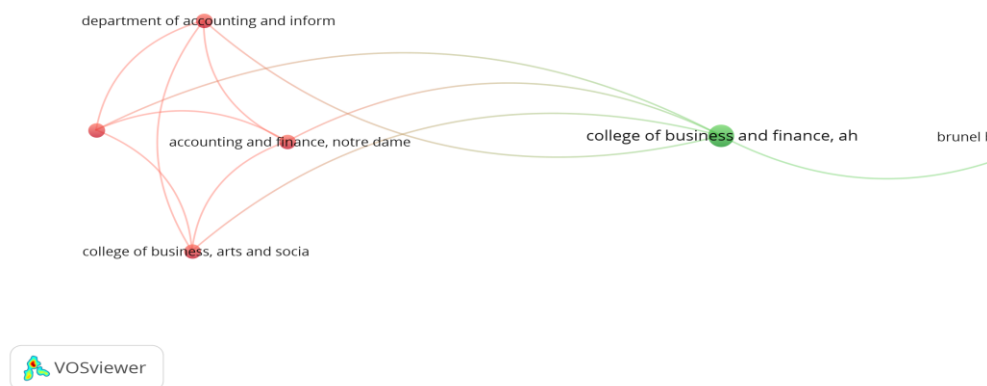 department of accounting and inform
accounting and finance, notre dame
college of business and finance, ah
brunel
college of business, arts and socia
VOSviewer